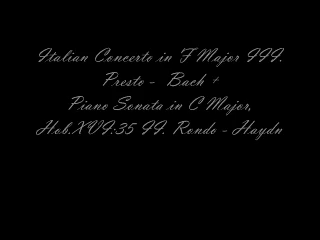 Italian Concerto in F Major III.
Presto - Bach +
Piano Sonata in C Major,
Hob.XVI:35 II. Rondo - Haydn